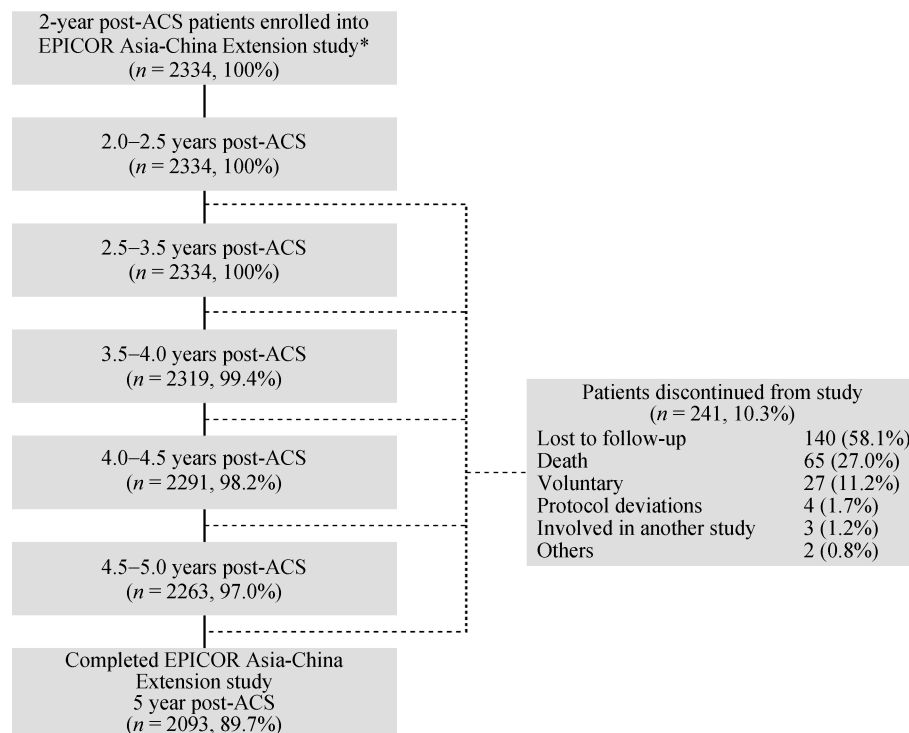 2-year post-ACS patients enrolled into
EPICOR Asia-China Extension study*
(n = 2334, 100%)
2.0–2.5 years post-ACS
(n = 2334, 100%)
2.5–3.5 years post-ACS
(n = 2334, 100%)
3.5–4.0 years post-ACS
(n = 2319, 99.4%)
4.0–4.5 years post-ACS
(n = 2291, 98.2%)
4.5–5.0 years post-ACS
(n = 2263, 97.0%)
Completed EPICOR Asia-China
Extension study
5 year post-ACS
(n = 2093, 89.7%)
Patients discontinued from study
(n = 241, 10.3%)
Lost to follow-up 140 (58.1%)
Death 65 (27.0%)
Voluntary 27 (11.2%)
Protocol deviations 4 (1.7%)
Involved in another study 3 (1.2%)
Others 2 (0.8%)